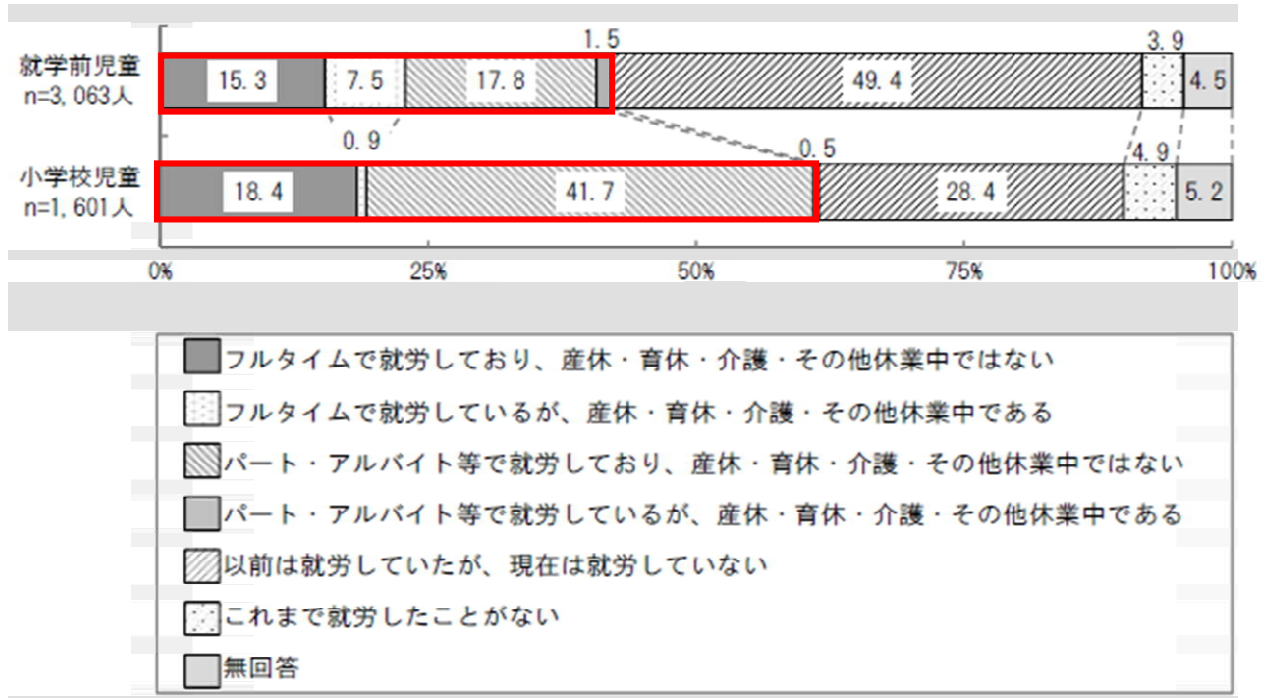 1.5
3.9
就学前児童
n=3,063人
15.3
7.5
17.8
49.4
4.5
0.9
0.5
4.9
小学校児童
n=1,601人
18.4
41.7
28.4
5.2
0%
25%
50%
75%
100%
フルタイムで就労しており、産休・育休・介護・その他休業中ではない
フルタイムで就労しているが、産休・育休・介護・その他休業中である
パート・アルバイト等で就労しており、産休・育休・介護・その他休業中ではない
パート・アルバイト等で就労しているが、産休・育休・介護・その他休業中である
以前は就労していたが、現在は就労していない
これまで就労したことがない
無回答